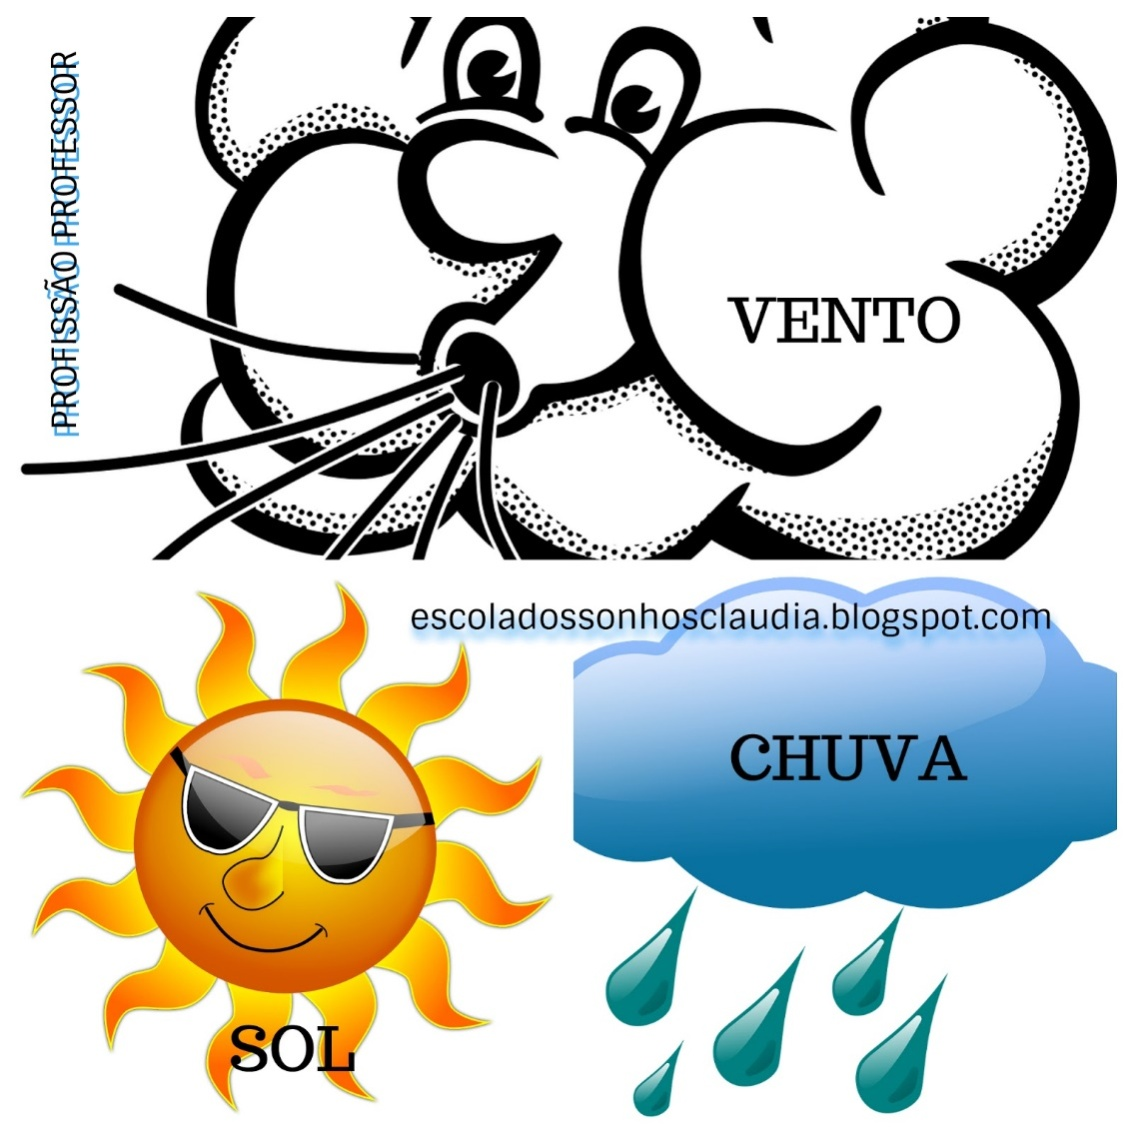 PROFISSÃO PROFESSOR
VENTO
escoladossonhosclaudia.blogspot.com
CHUVA
SOL